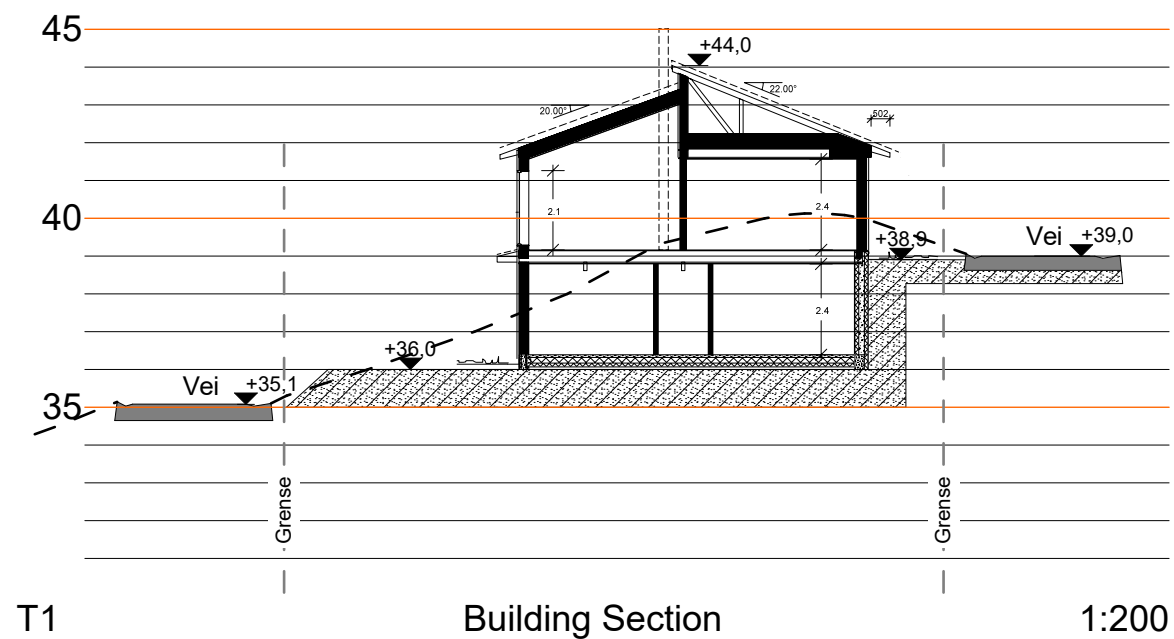 45
+44,0
20.00°
22.00°
502
2.1
2.4
40
+38,9
Vei
+39,0
2.4
+36,0
Vei
+35,1
35
Grense
Grense
T1
Building Section
1:200